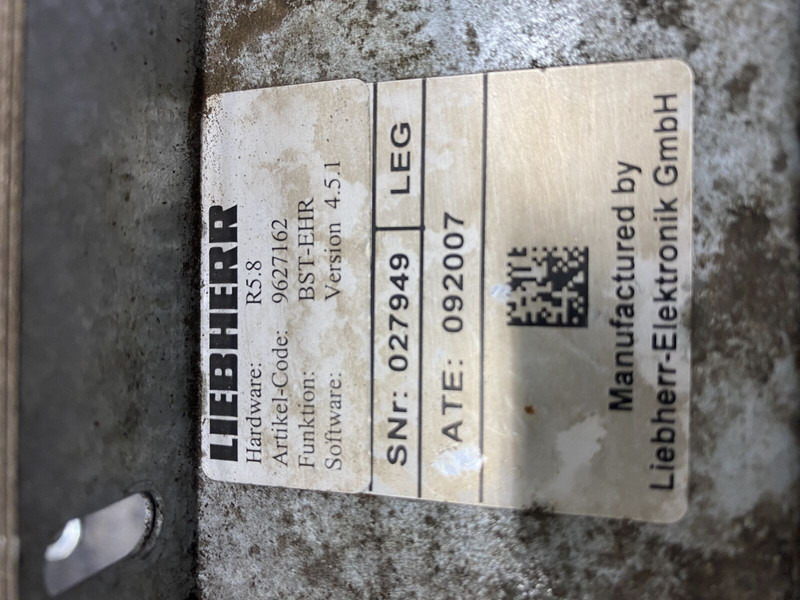 LIEBHERR
Hardware: R5.8
Artikel-Code: 9627162
Funktion: BST-EHR
Software: Version 4.5.1
SNr: 027949 LEG
ATE: 092007
Manufactured by
Liebherr-Elektronik GmbH